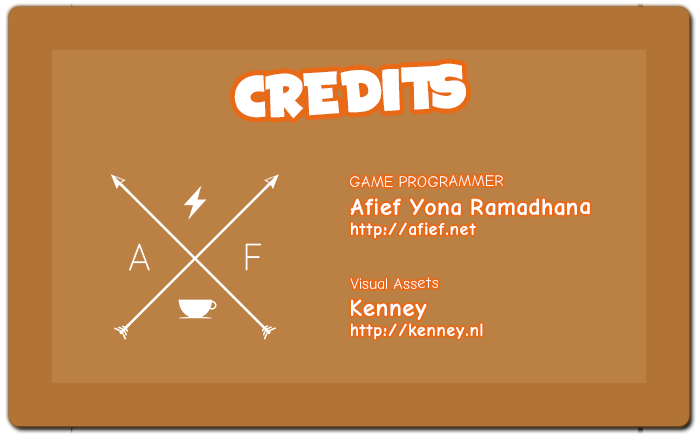 CREDITS
A F
GAME PROGRAMMER
Afief Yona Ramadhana
http://afief.net
Visual Assets
Kenney
http://kenney.nl